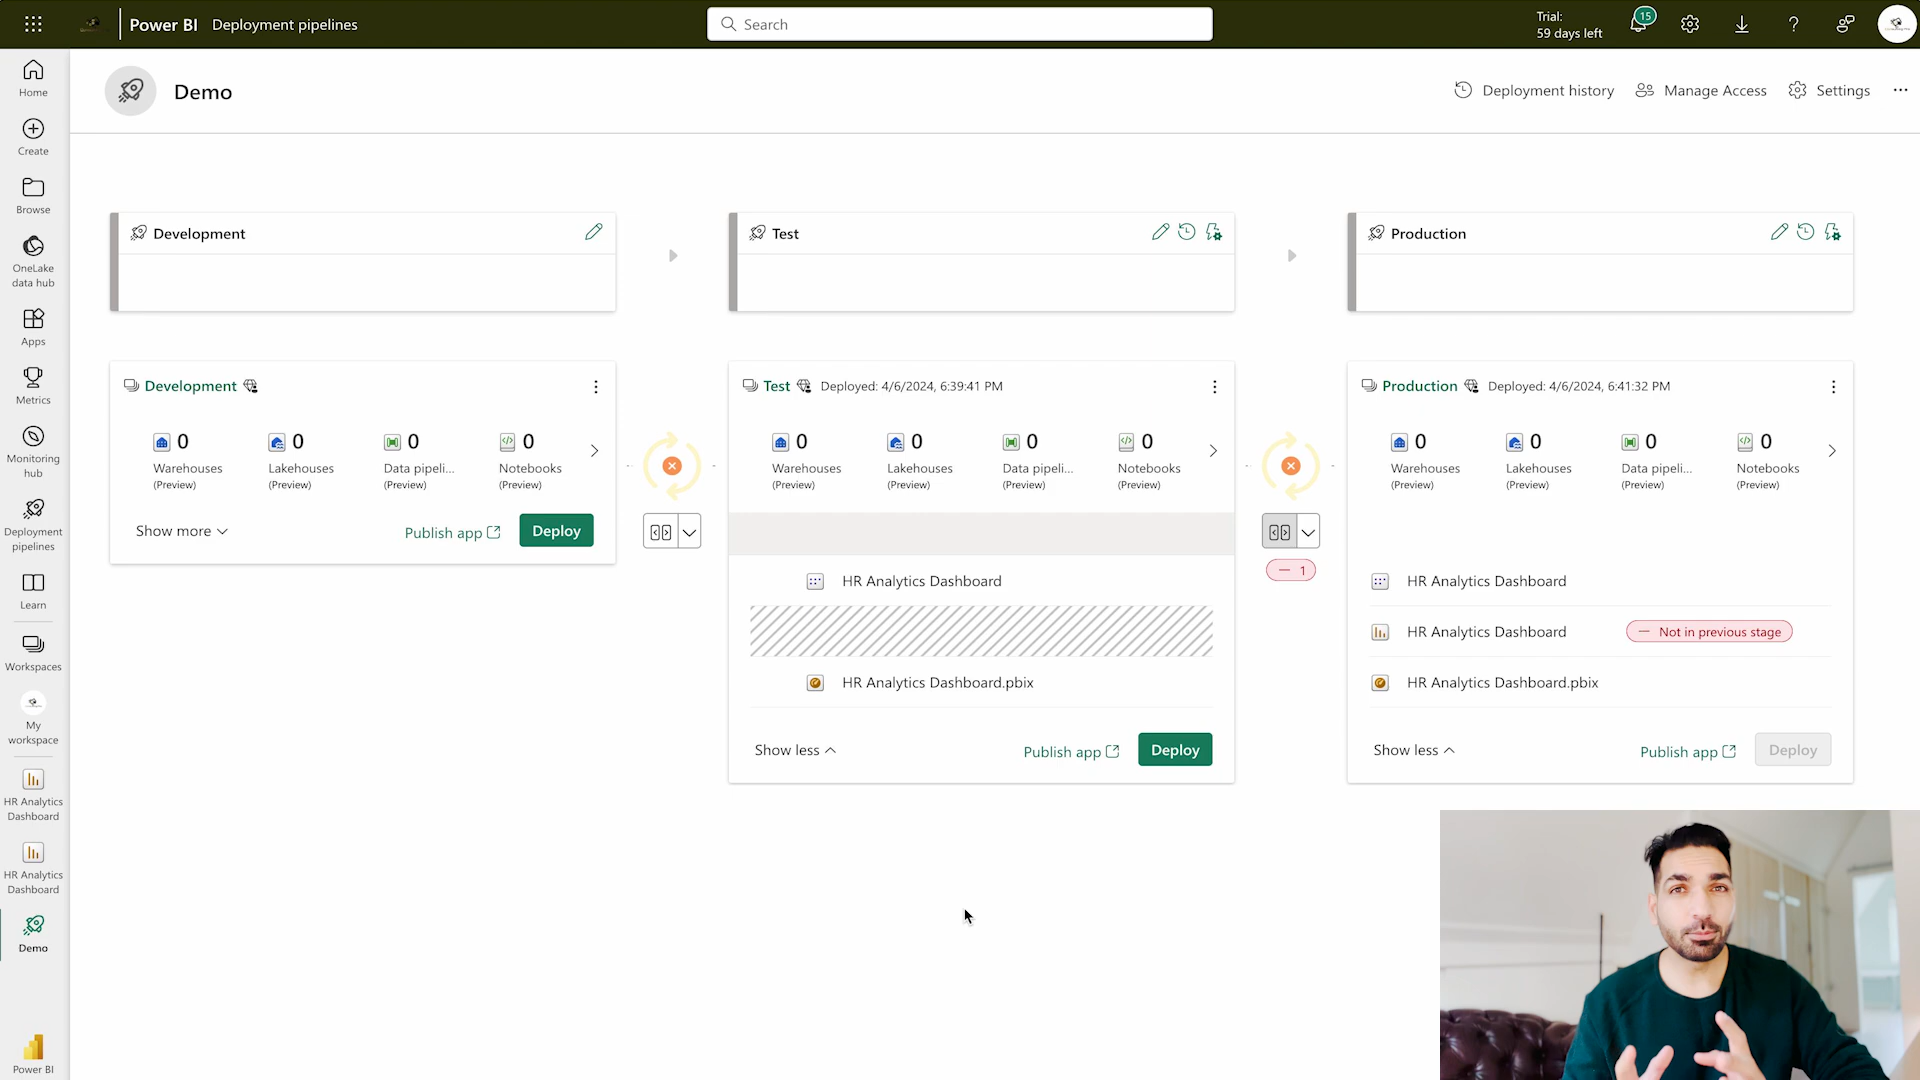 Power BI Deployment pipelines
Search
Trial:
59 days left
15
Home
Create
Browse
OneLake
data hub
Apps
Metrics
Monitoring
hub
Deployment
pipelines
Learn
Workspaces
My
workspace
HR Analytics
Dashboard
HR Analytics
Dashboard
Demo
Power BI
Demo
Deployment history
Manage Access
Settings
Development
Test
Production
Development
0
Warehouses
(Preview)
0
Lakehouses
(Preview)
0
Data pipeli...
(Preview)
0
Notebooks
(Preview)
Show more
Publish app
Deploy
Test Deployed: 4/6/2024, 6:39:41 PM
0
Warehouses
(Preview)
0
Lakehouses
(Preview)
0
Data pipeli...
(Preview)
0
Notebooks
(Preview)
HR Analytics Dashboard
HR Analytics Dashboard.pbix
Show less
Publish app
Deploy
1
Production Deployed: 4/6/2024, 6:41:32 PM
0
Warehouses
(Preview)
0
Lakehouses
(Preview)
0
Data pipeli...
(Preview)
0
Notebooks
(Preview)
HR Analytics Dashboard
HR Analytics Dashboard Not in previous stage
HR Analytics Dashboard.pbix
Show less
Publish app
Deploy